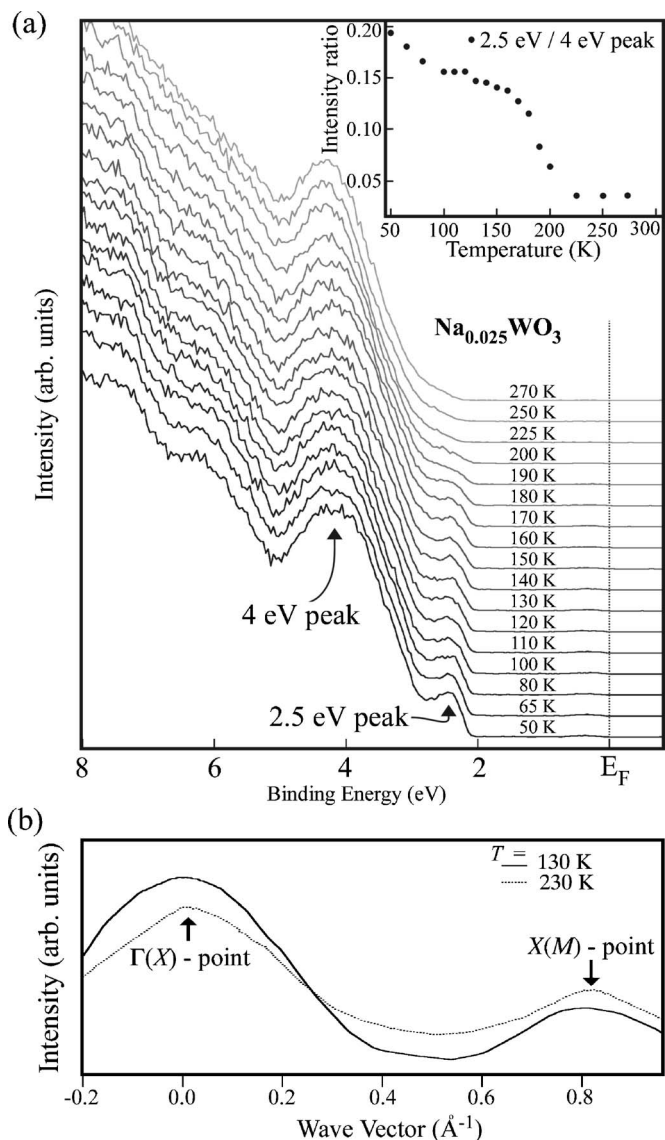 (a)
Intensity (arb. units)
Intensity ratio
0.20
0.15
0.10
0.05
• 2.5 eV / 4 eV peak
50 100 150 200 250 300
Temperature (K)
Na0.025WO3
270 K
250 K
225 K
200 K
190 K
180 K
170 K
160 K
150 K
140 K
130 K
120 K
110 K
100 K
80 K
65 K
50 K
4 eV peak
2.5 eV peak
8 6 4 2 EF
Binding Energy (eV)
(b)
Intensity (arb. units)
T =
130 K
230 K
Γ(X) - point
X(M) - point
-0.2 0.0 0.2 0.4 0.6 0.8
Wave Vector (Å-1)